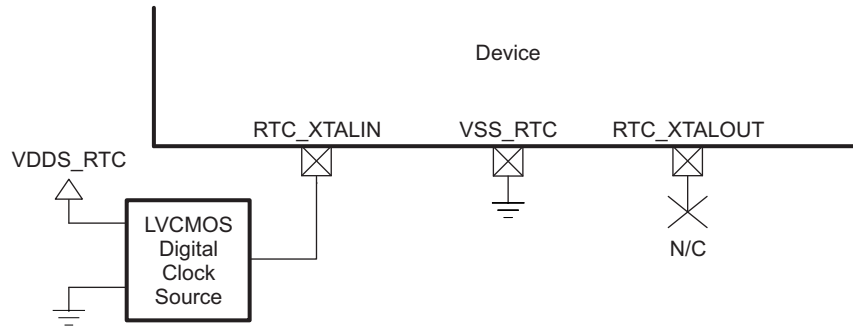 Device
RTC_XTALIN
VSS_RTC
RTC_XTALOUT
VDDS_RTC
LVCMOS
Digital
Clock
Source
N/C